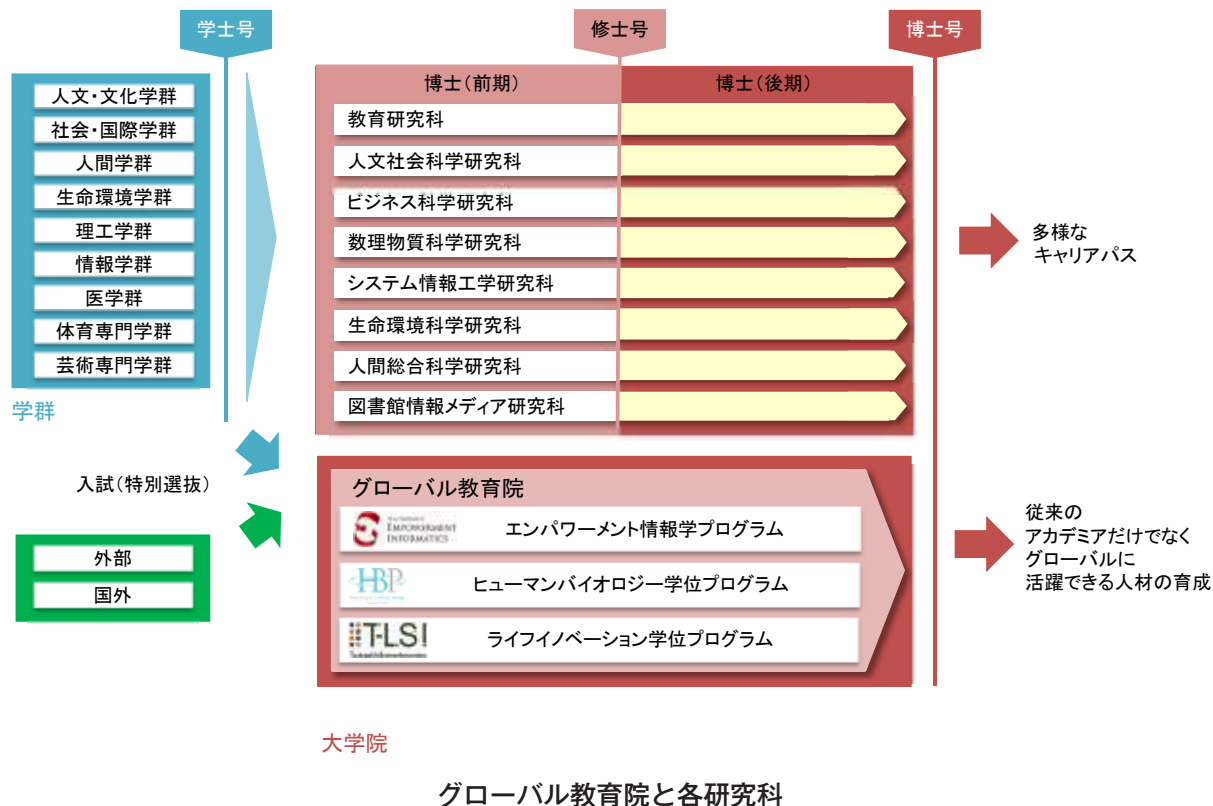 学士号
修士号
博士号
人文・文化学群
社会・国際学群
人間学群
生命環境学群
理工学群
情報学群
医学群
体育専門学群
芸術専門学群
学群
博士(前期)
博士(後期)
教育研究科
人文社会科学研究科
ビジネス科学研究科
数理物質科学研究科
システム情報工学研究科
生命環境科学研究科
人間総合科学研究科
図書館情報メディア研究科
多様な
キャリアパス
入試(特別選抜)
外部
国外
グローバル教育院
EMPOWERMENT
INFORMATICS
エンパワーメント情報学プログラム
HBP
ヒューマンバイオロジー学位プログラム
T-LSI
ライフイノベーション学位プログラム
従来の
アカデミアだけでなく
グローバルに
活躍できる人材の育成
大学院
グローバル教育院と各研究科